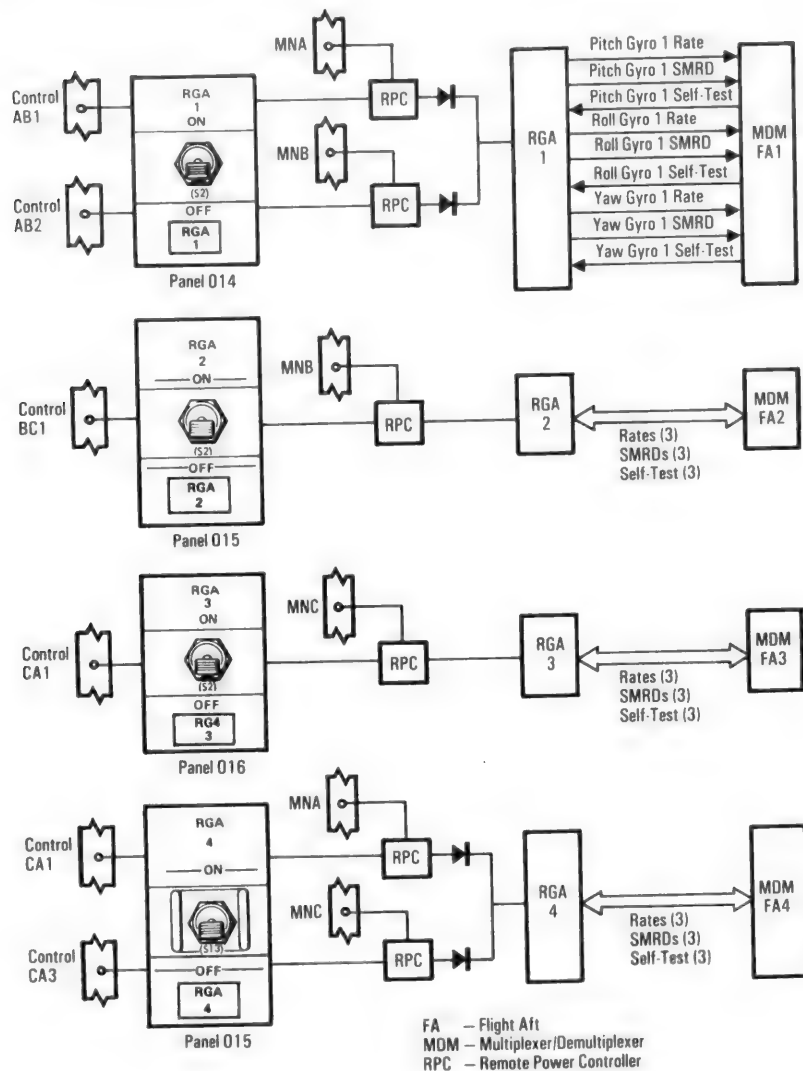 Control
AB1
Control
AB2
RGA
1
ON
(S2)
OFF
RGA
1
Panel 014
MNA
RPC
MNB
RPC
RGA
1
Pitch Gyro 1 Rate
Pitch Gyro 1 SMRD
Pitch Gyro 1 Self-Test
Roll Gyro 1 Rate
Roll Gyro 1 SMRD
Roll Gyro 1 Self-Test
Yaw Gyro 1 Rate
Yaw Gyro 1 SMRD
Yaw Gyro 1 Self-Test
MDM
FA1
Control
BC1
RGA
2
ON
(S2)
OFF
RGA
2
Panel 015
MNB
RPC
RGA
2
Rates (3)
SMRDs (3)
Self-Test (3)
MDM
FA2
Control
CA1
RGA
3
ON
(S2)
OFF
RG4
3
Panel 016
MNC
RPC
RGA
3
Rates (3)
SMRDs (3)
Self-Test (3)
MDM
FA3
Control
CA1
Control
CA3
RGA
4
ON
(S13)
OFF
RGA
4
Panel 015
MNA
RPC
MNC
RPC
RGA
4
Rates (3)
SMRDs (3)
Self-Test (3)
MDM
FA4
FA – Flight Aft
MDM – Multiplexer/Demultiplexer
RPC – Remote Power Controller